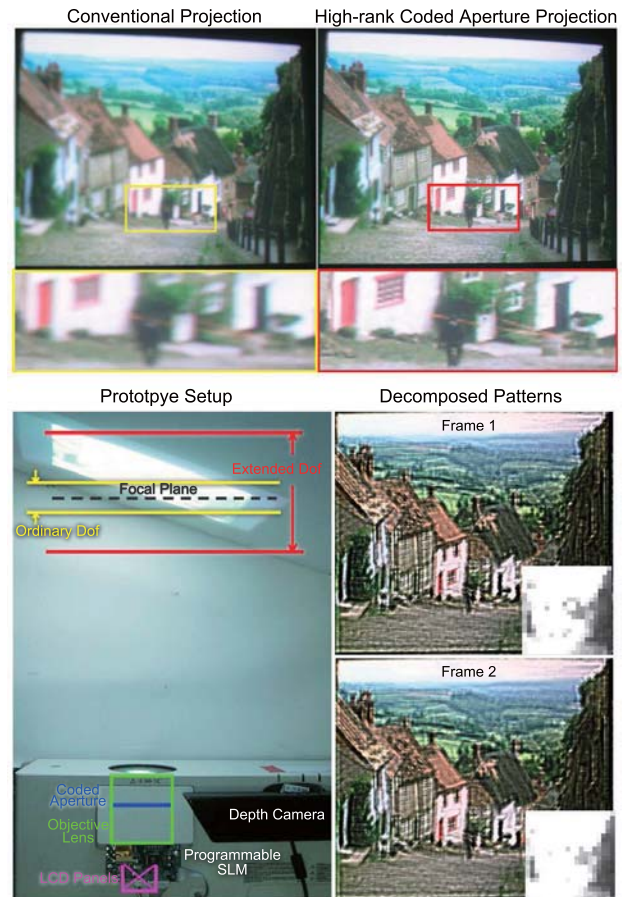 Conventional Projection
High-rank Coded Aperture Projection
Prototpye Setup
Decomposed Patterns
Frame 1
Extended Dof
Focal Plane
Ordinary Dof
Frame 2
Coded
Aperture
Objective
Lens
Depth Camera
Programmable
SLM
LCD Panels